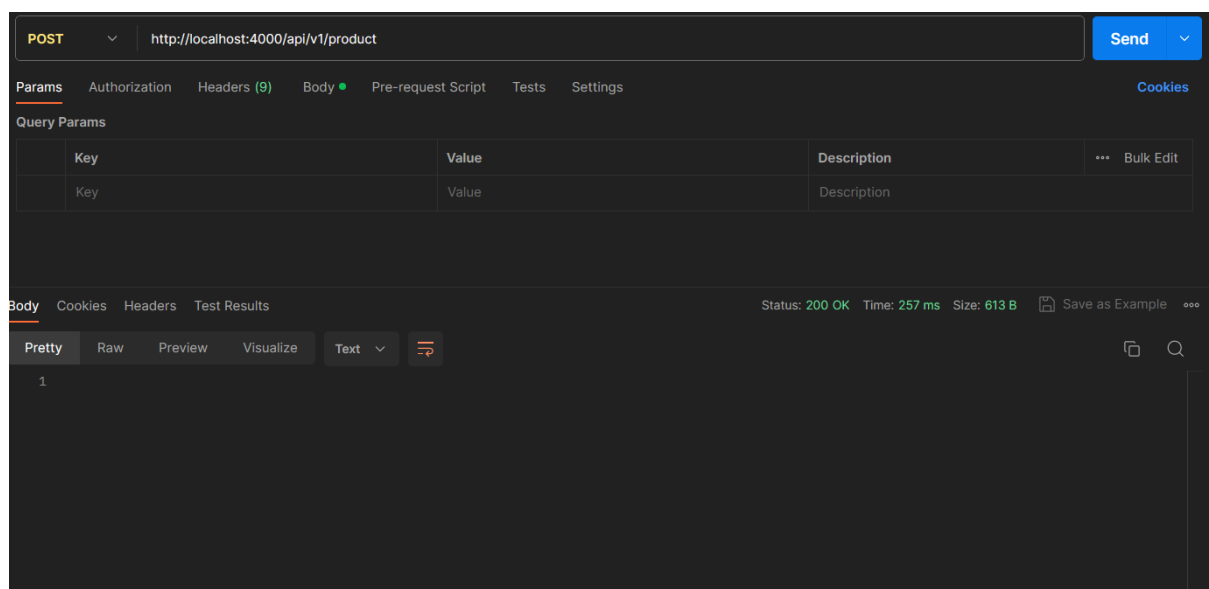 POST http://localhost:4000/api/v1/product Send
Params Authorization Headers (9) Body Pre-request Script Tests Settings Cookies
Query Params
Key Value Description Bulk Edit
Key Value Description
Body Cookies Headers Test Results Status: 200 OK Time: 257 ms Size: 613 B Save as Example
Pretty Raw Preview Visualize Text
1